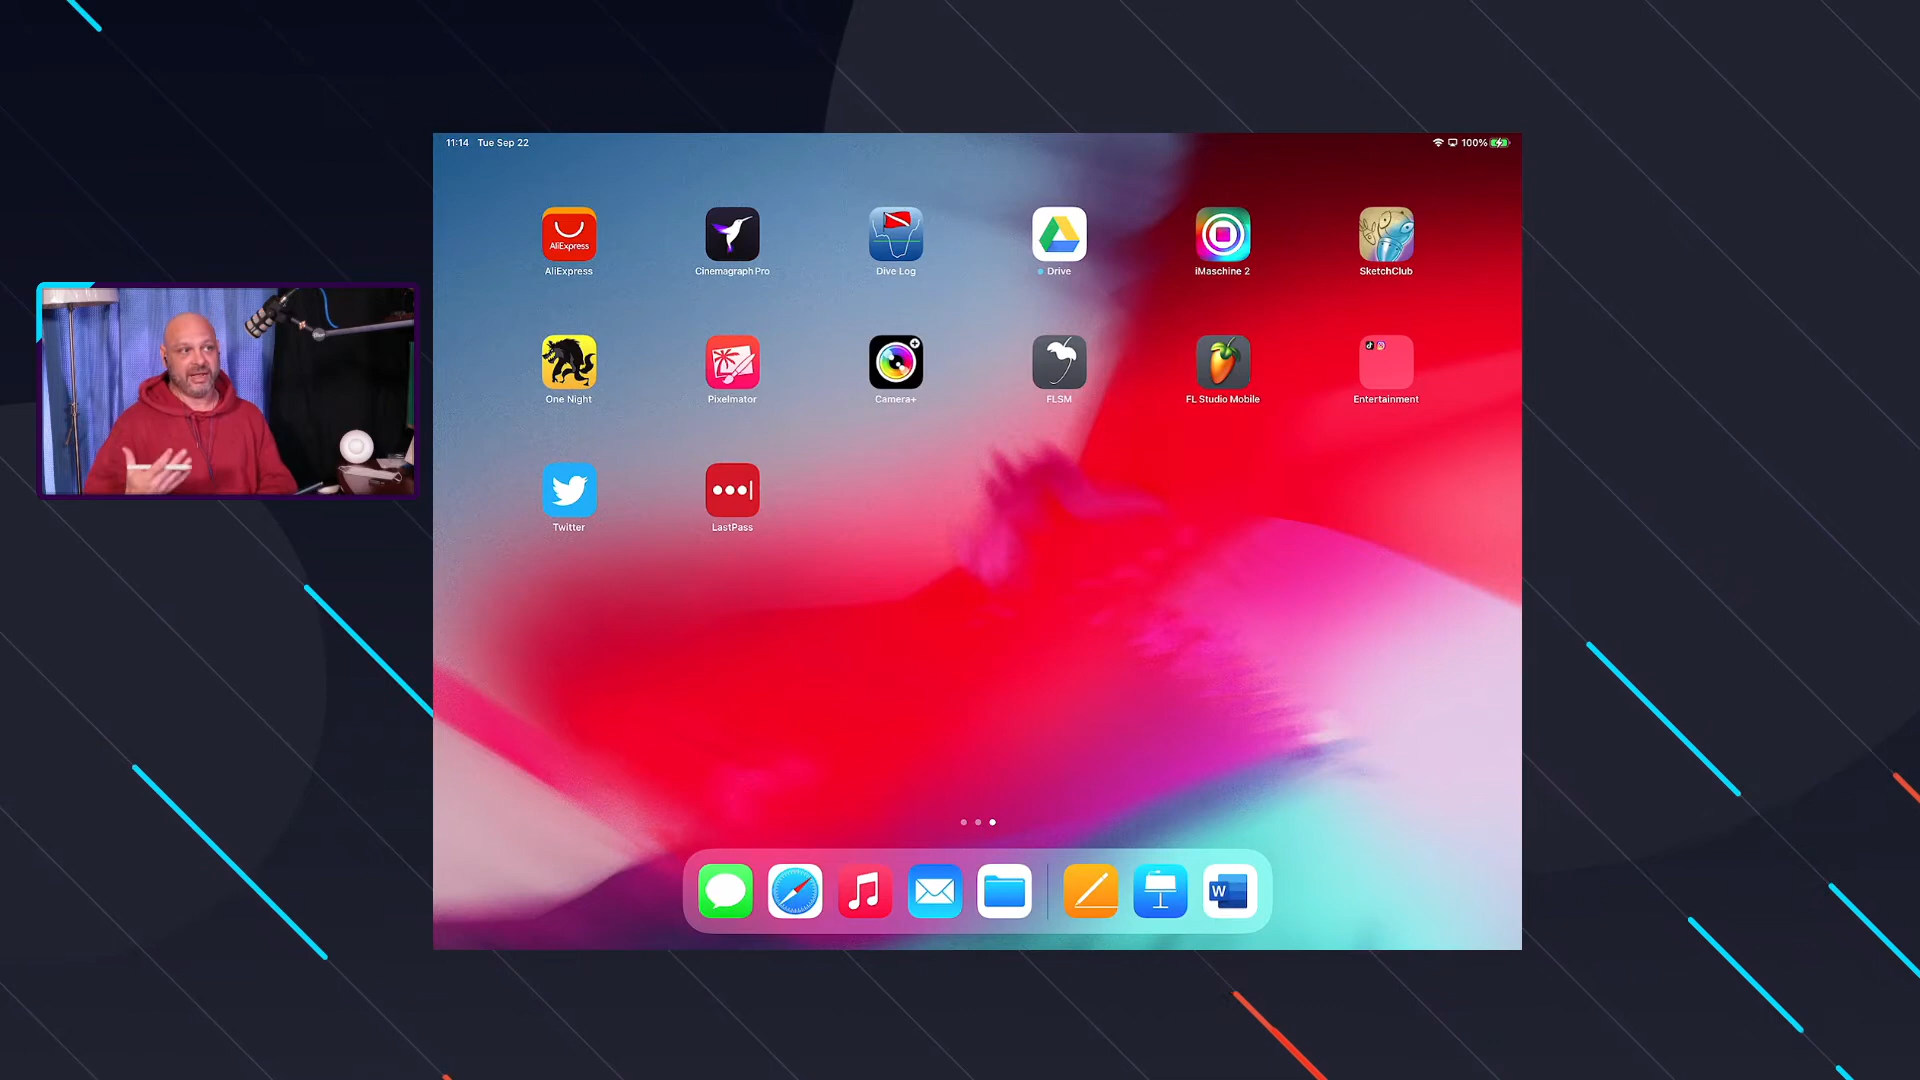 11:14 Tue Sep 22
100%
AliExpress
AliExpress
Cinemagraph Pro
Dive Log
Drive
iMaschine 2
SketchClub
One Night
Pixelmator
Camera+
FLSM
FL Studio Mobile
Entertainment
Twitter
LastPass
W